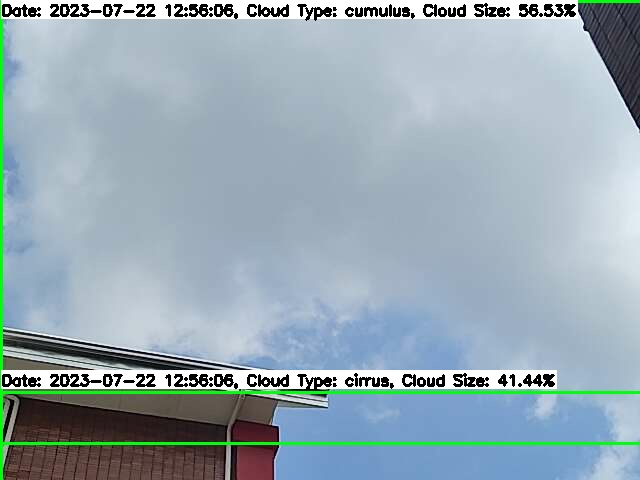 Date: 2023-07-22 12:56:06, Cloud Type: cumulus, Cloud Size: 56.53%
Date: 2023-07-22 12:56:06, Cloud Type: cirrus, Cloud Size: 41.44%